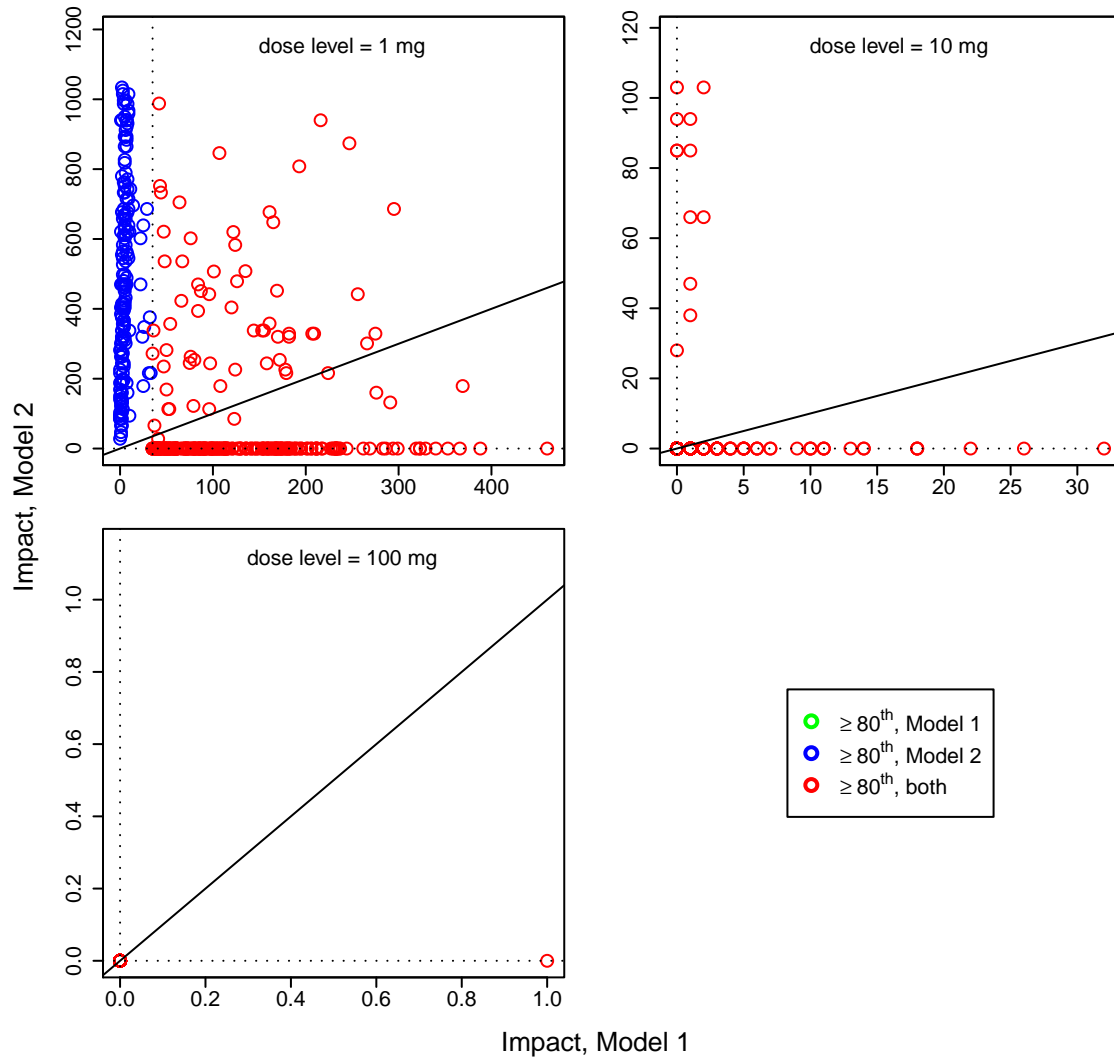 dose level = 1 mg
0 200 400 600 800 1000 1200
0 100 200 300 400
dose level = 10 mg
0 20 40 60 80 100 120
0 5 10 15 20 25 30
dose level = 100 mg
0.0 0.2 0.4 0.6 0.8 1.0
0.0 0.2 0.4 0.6 0.8 1.0
≥ 80th, Model 1
≥ 80th, Model 2
≥ 80th, both
Impact, Model 2
Impact, Model 1